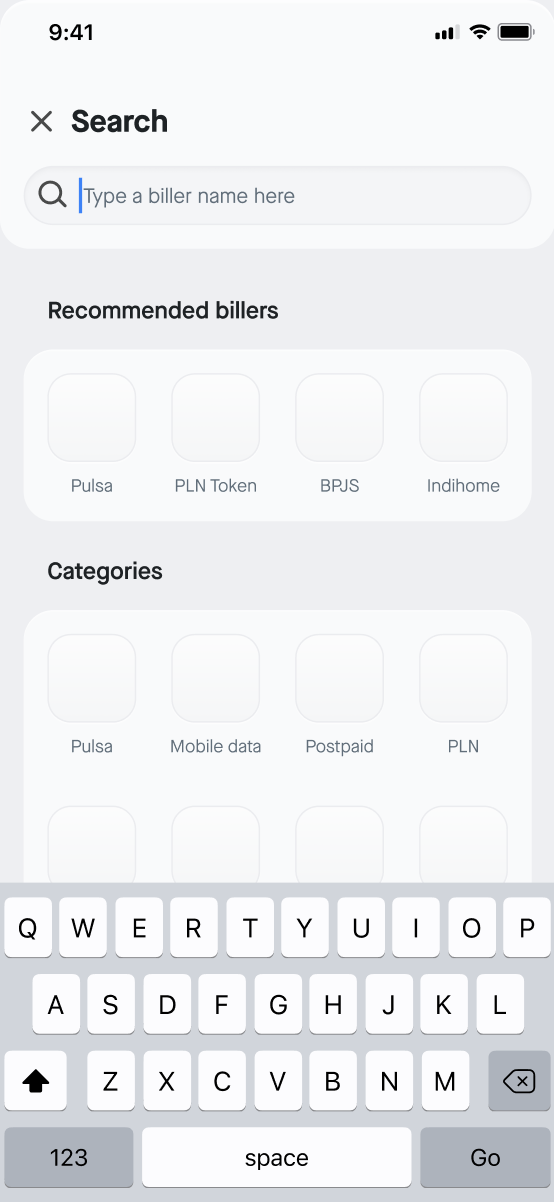 9:41
Search
Type a biller name here
Recommended billers
Pulsa PLN Token BPJS Indihome
Categories
Pulsa Mobile data Postpaid PLN
Q W E R T Y U I O P
A S D F G H J K L
Z X C V B N M
123 space Go